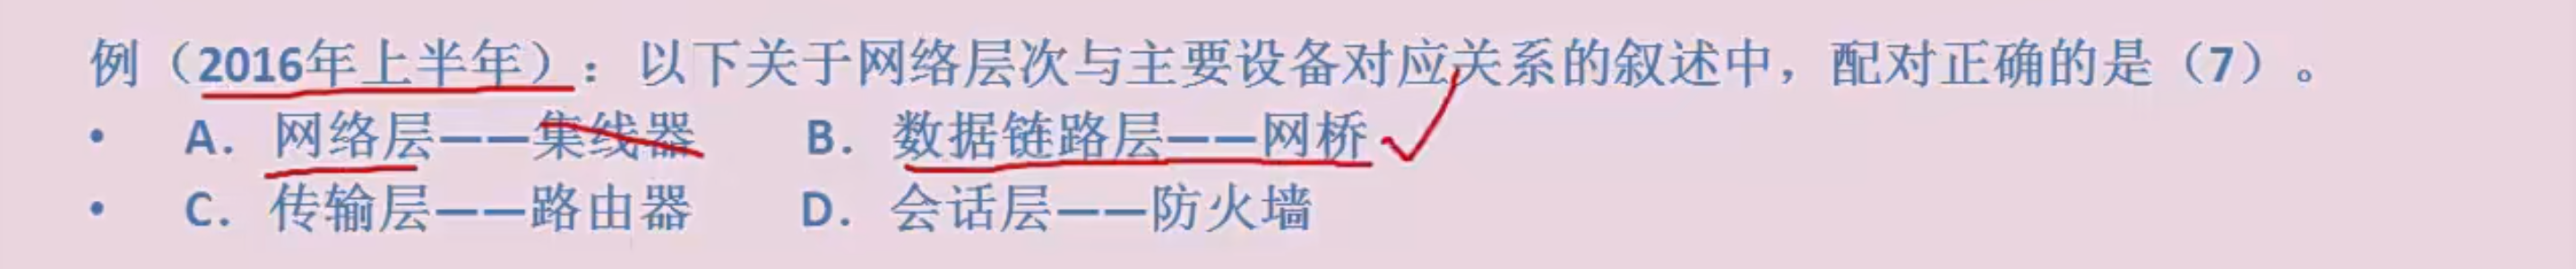 例（2016年上半年）：以下关于网络层次与主要设备对应关系的叙述中，配对正确的是（7）。
• A. 网络层——集线器 B. 数据链路层——网桥
• C. 传输层——路由器 D. 会话层——防火墙